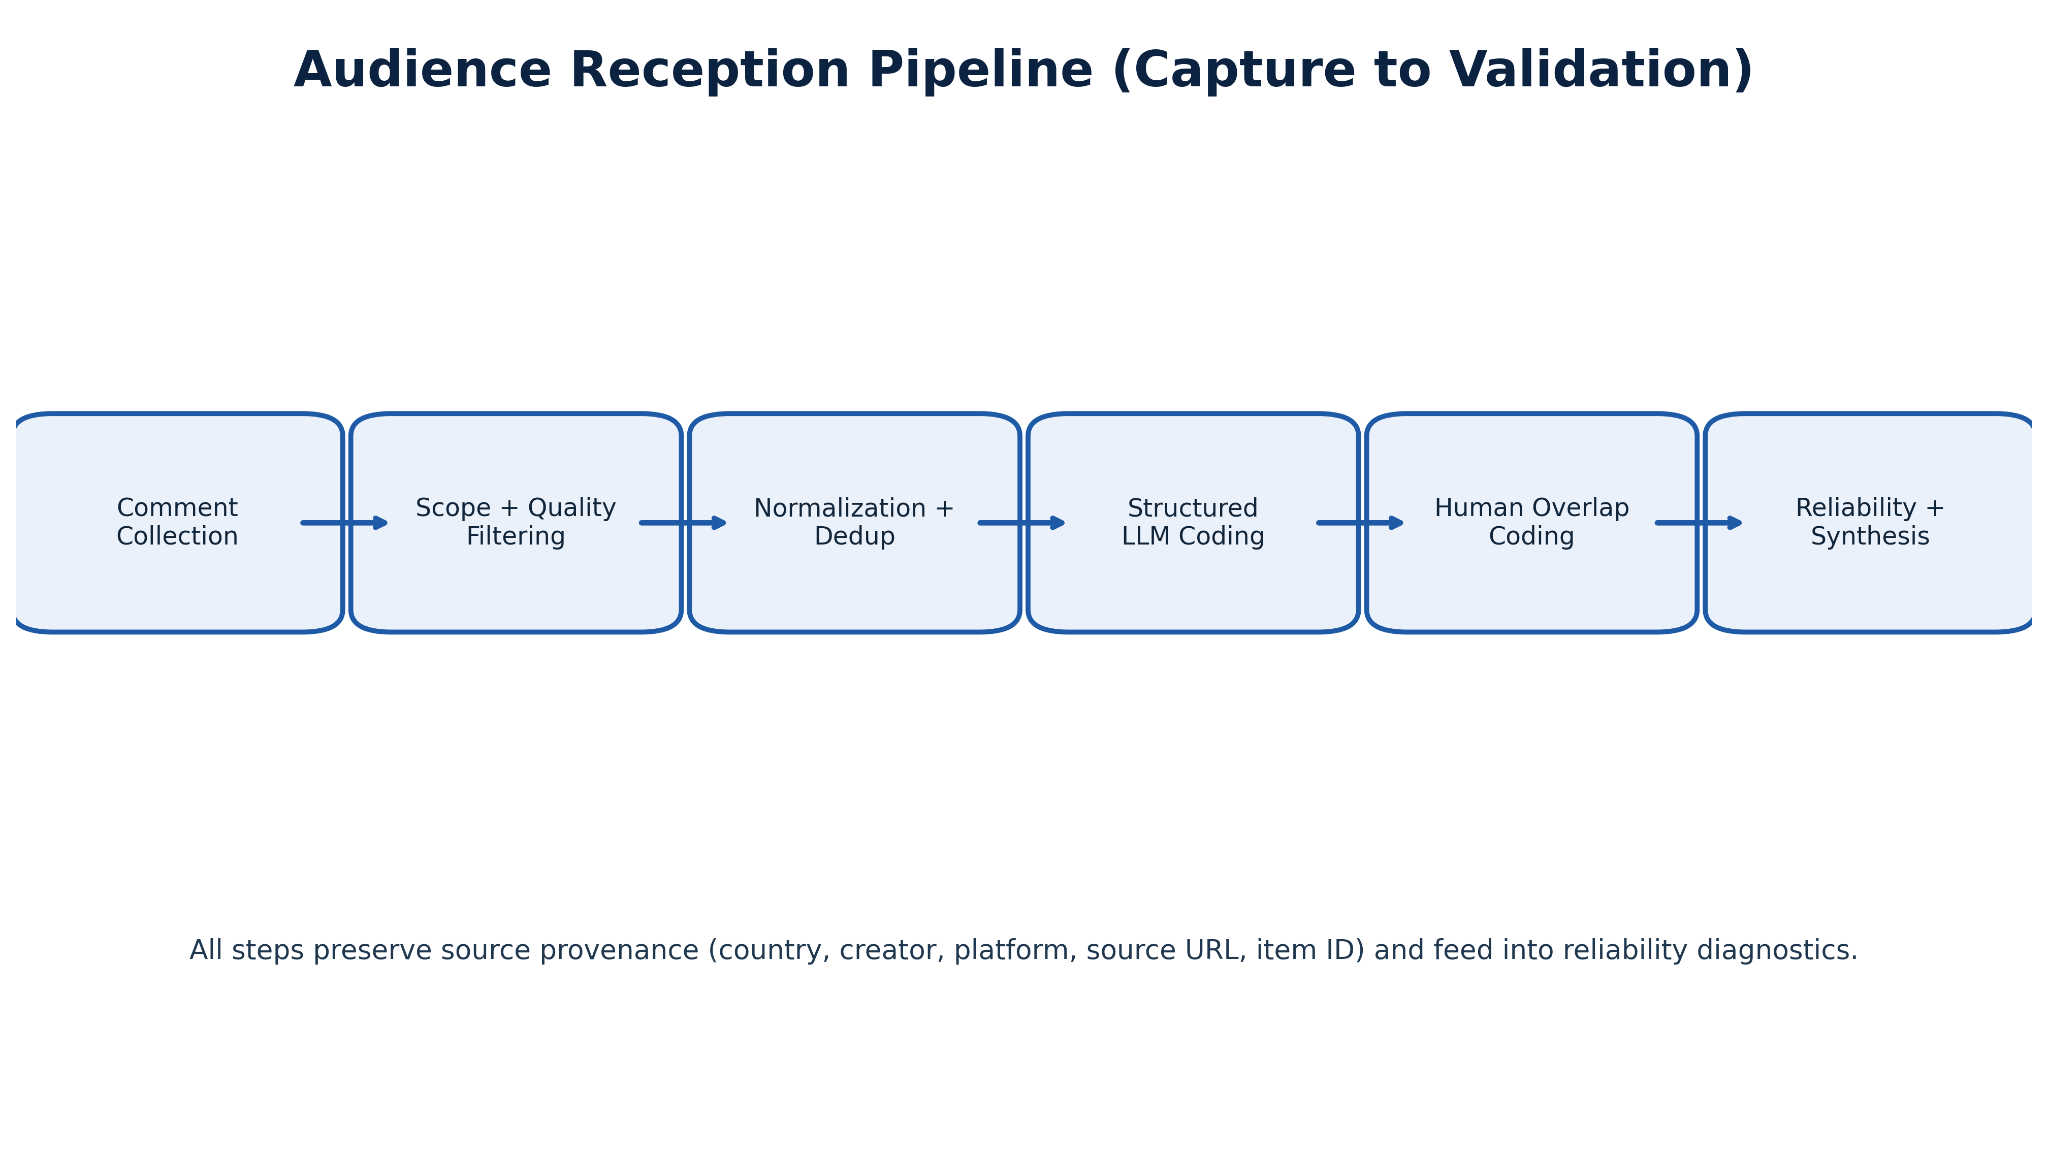 Audience Reception Pipeline (Capture to Validation)
Comment
Collection
Scope + Quality
Filtering
Normalization +
Dedup
Structured
LLM Coding
Human Overlap
Coding
Reliability +
Synthesis
All steps preserve source provenance (country, creator, platform, source URL, item ID) and feed into reliability diagnostics.